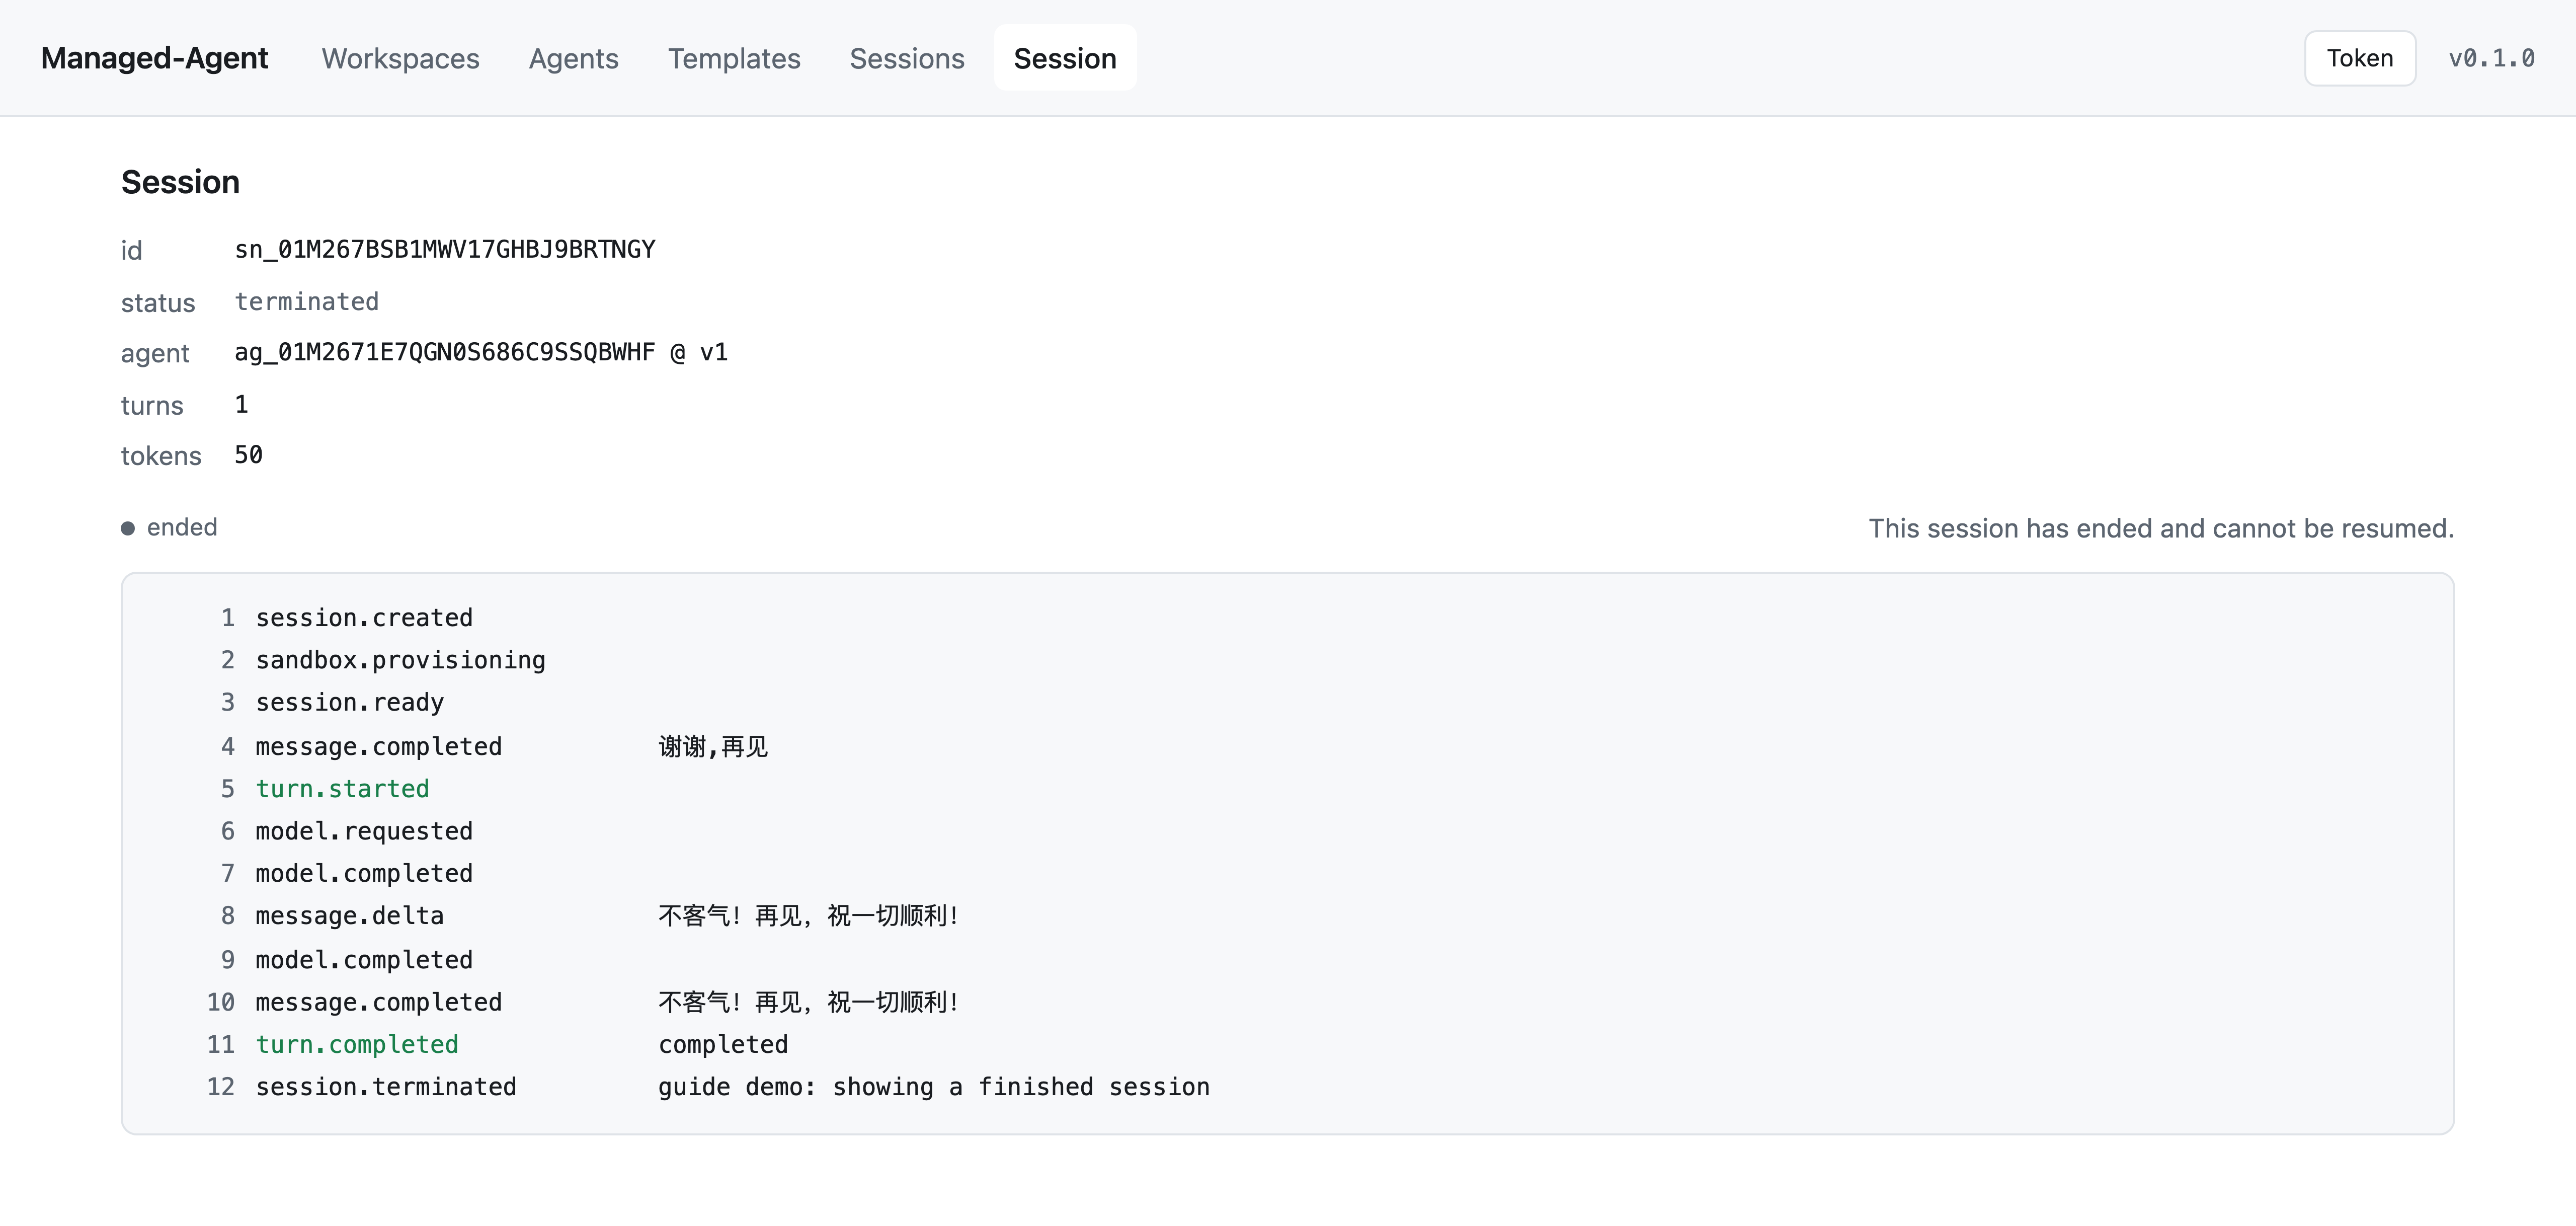 Managed-Agent Workspaces Agents Templates Sessions Session Token v0.1.0
Session
id sn_01M267BSB1MWV17GHBJ9BRTNGY
status terminated
agent ag_01M2671E7QGN0S686C9SSQBWHF @ v1
turns 1
tokens 50
ended This session has ended and cannot be resumed.
1 session.created
2 sandbox.provisioning
3 session.ready
4 message.completed 谢谢,再见
5 turn.started
6 model.requested
7 model.completed
8 message.delta 不客气！再见，祝一切顺利！
9 model.completed
10 message.completed 不客气！再见，祝一切顺利！
11 turn.completed completed
12 session.terminated guide demo: showing a finished session